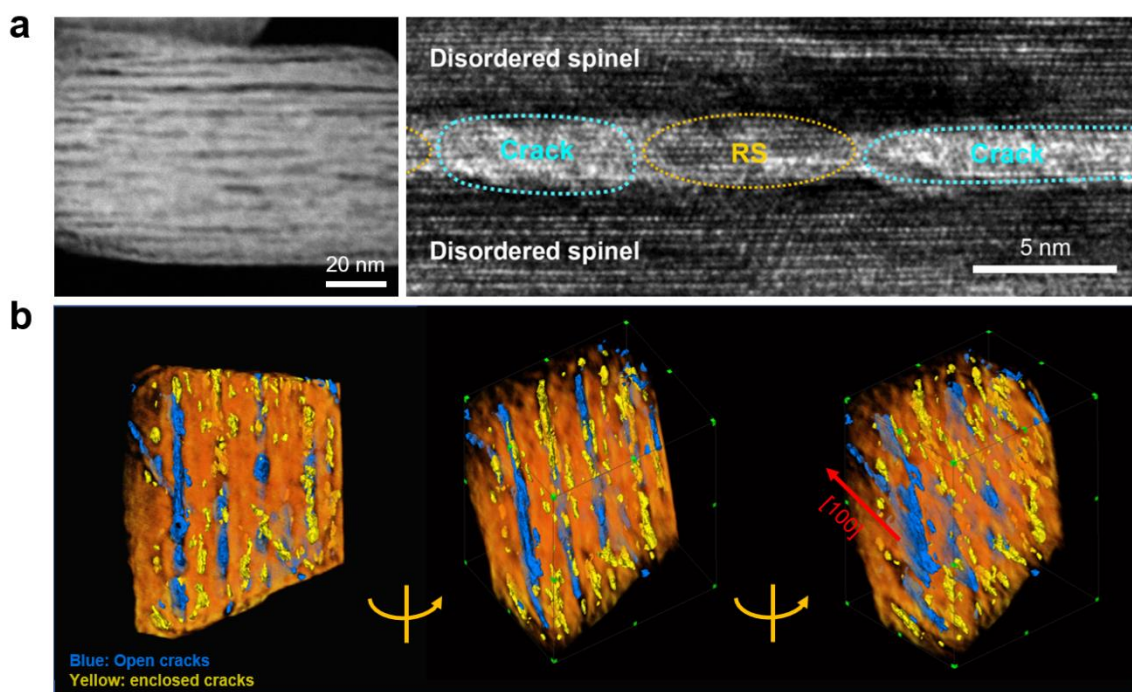 a
Disordered spinel
Crack
RS
Crack
Disordered spinel
20 nm
5 nm
b
[100]
Blue: Open cracks
Yellow: enclosed cracks